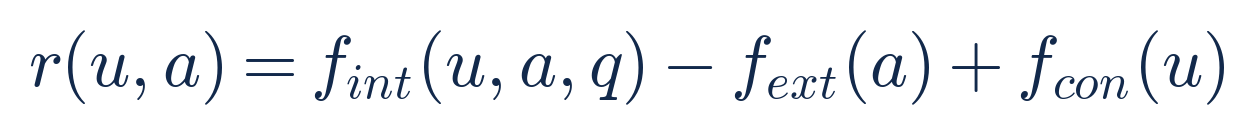 r(u, a) = f_{int}(u, a, q) − f_{ext}(a) + f_{con}(u)